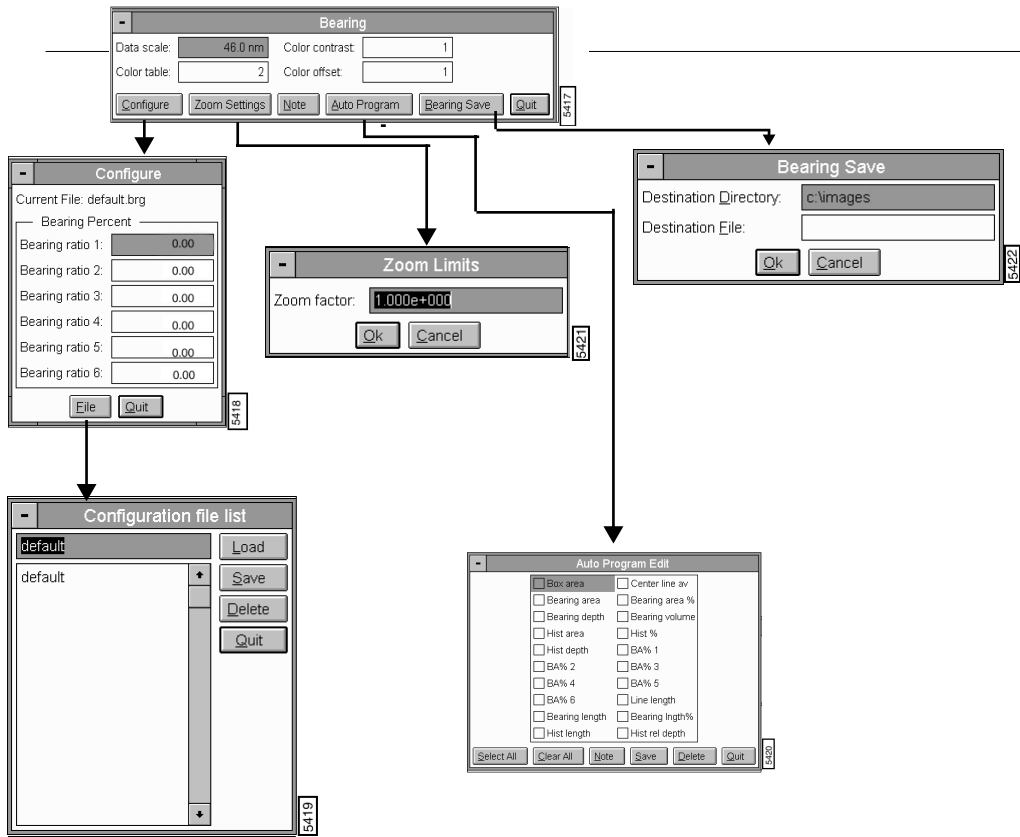 Bearing
Data scale: 46.0 nm Color contrast: 1
Color table: 2 Color offset: 1
Configure Zoom Settings Note Auto Program Bearing Save Quit
5417
Configure
Current File: default.brg
Bearing Percent
Bearing ratio 1: 0.00
Bearing ratio 2: 0.00
Bearing ratio 3: 0.00
Bearing ratio 4: 0.00
Bearing ratio 5: 0.00
Bearing ratio 6: 0.00
File Quit
5418
Zoom Limits
Zoom factor: 1.000e+000
Ok Cancel
5421
Bearing Save
Destination Directory: c:\images
Destination File:
Ok Cancel
5422
Configuration file list
default Load
default Save
Delete
Quit
5419
Auto Program Edit
Box area Center line av
Bearing area Bearing area %
Bearing depth Bearing volume
Hist area Hist %
Hist depth BA% 1
BA% 2 BA% 3
BA% 4 BA% 5
BA% 6 Line length
Bearing length Bearing lngth%
Hist length Hist rel depth
Select All Clear All Note Save Delete Quit
5420